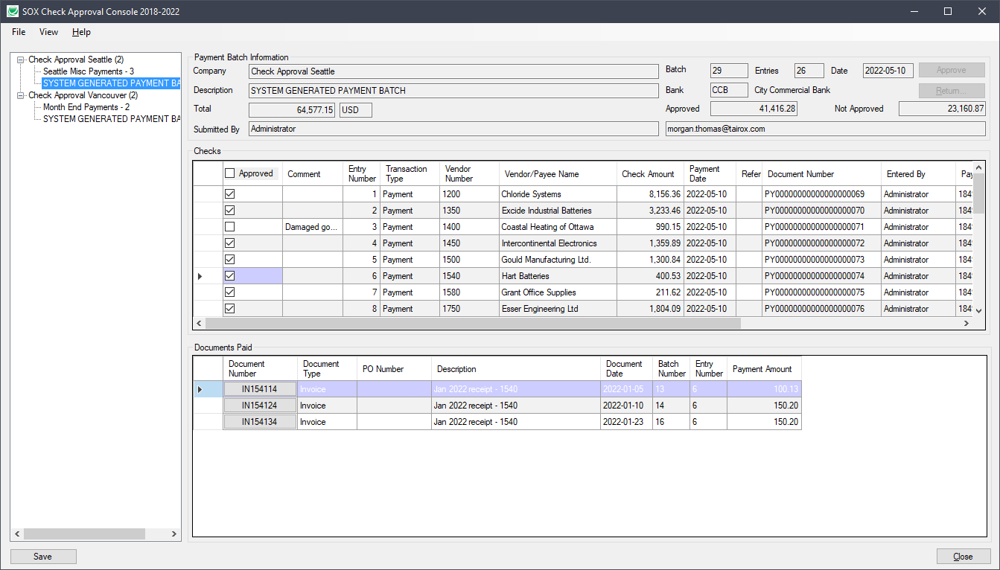 SOX Check Approval Console 2018-2022
File View Help
Check Approval Seattle (2)
Seattle Misc Payments - 3
SYSTEM GENERATED PAYMENT BA
Check Approval Vancouver (2)
Month End Payments - 2
SYSTEM GENERATED PAYMENT BA
Payment Batch Information
Company Check Approval Seattle Batch 29 Entries 26 Date 2022-05-10 Approve
Description SYSTEM GENERATED PAYMENT BATCH Bank CCB City Commercial Bank Return...
Total 64,577.15 USD Approved 41,416.28 Not Approved 23,160.87
Submitted By Administrator morgan.thomas@tairox.com
Checks
Approved Comment Entry Number Transaction Type Vendor Number Vendor/Payee Name Check Amount Payment Date Refer Document Number Entered By Pay
1 Payment 1200 Chloride Systems 8,156.36 2022-05-10 PY00000000000000000069 Administrator 184
2 Payment 1350 Excide Industrial Batteries 3,233.46 2022-05-10 PY00000000000000000070 Administrator 184
Damaged go... 3 Payment 1400 Coastal Heating of Ottawa 990.15 2022-05-10 PY00000000000000000071 Administrator 184
4 Payment 1450 Intercontinental Electronics 1,359.89 2022-05-10 PY00000000000000000072 Administrator 184
5 Payment 1500 Gould Manufacturing Ltd. 1,300.84 2022-05-10 PY00000000000000000073 Administrator 184
6 Payment 1540 Hart Batteries 400.53 2022-05-10 PY00000000000000000074 Administrator 184
7 Payment 1580 Grant Office Supplies 211.62 2022-05-10 PY00000000000000000075 Administrator 184
8 Payment 1750 Esser Engineering Ltd 1,804.09 2022-05-10 PY00000000000000000076 Administrator 184
Documents Paid
Document Number Document Type PO Number Description Document Date Batch Number Entry Number Payment Amount
IN154114 Invoice Jan 2022 receipt - 1540 2022-01-05 13 6 100.13
IN154124 Invoice Jan 2022 receipt - 1540 2022-01-10 14 6 150.20
IN154134 Invoice Jan 2022 receipt - 1540 2022-01-23 16 6 150.20
Save Close